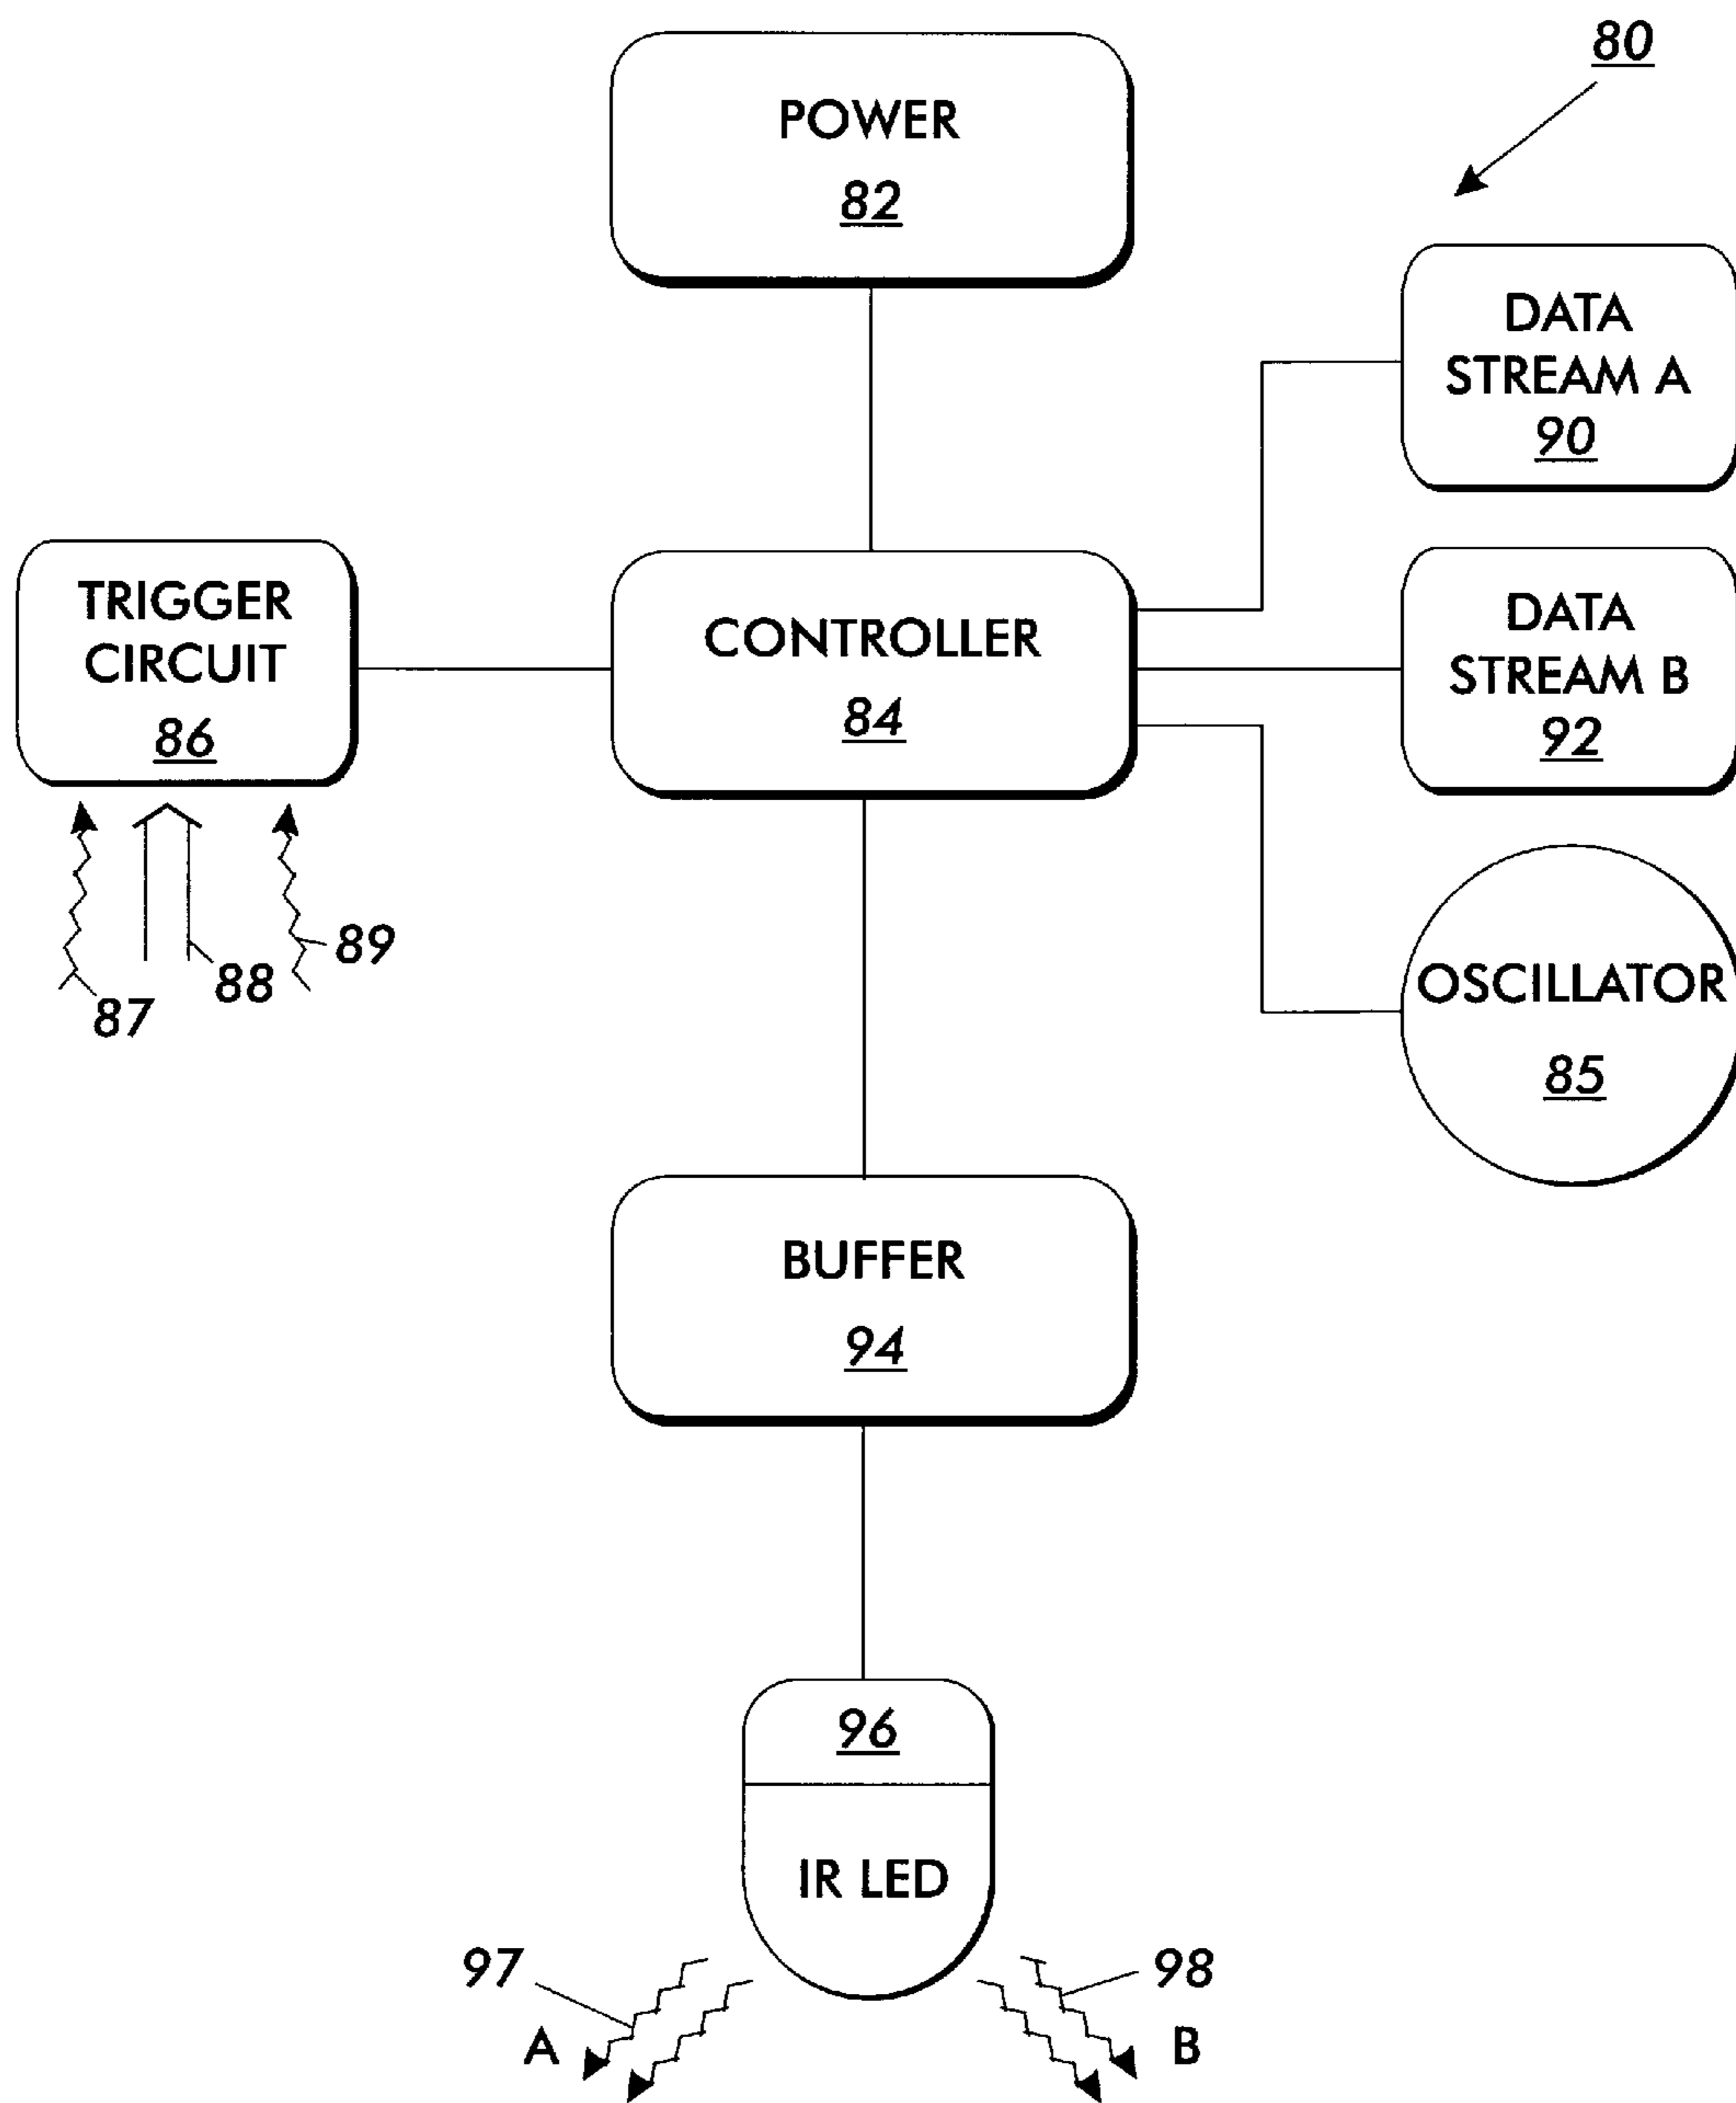 80
POWER
82
DATA
STREAM A
90
TRIGGER
CIRCUIT
86
CONTROLLER
84
DATA
STREAM B
92
87
88
89
OSCILLATOR
85
BUFFER
94
96
IR LED
97
98
A
B